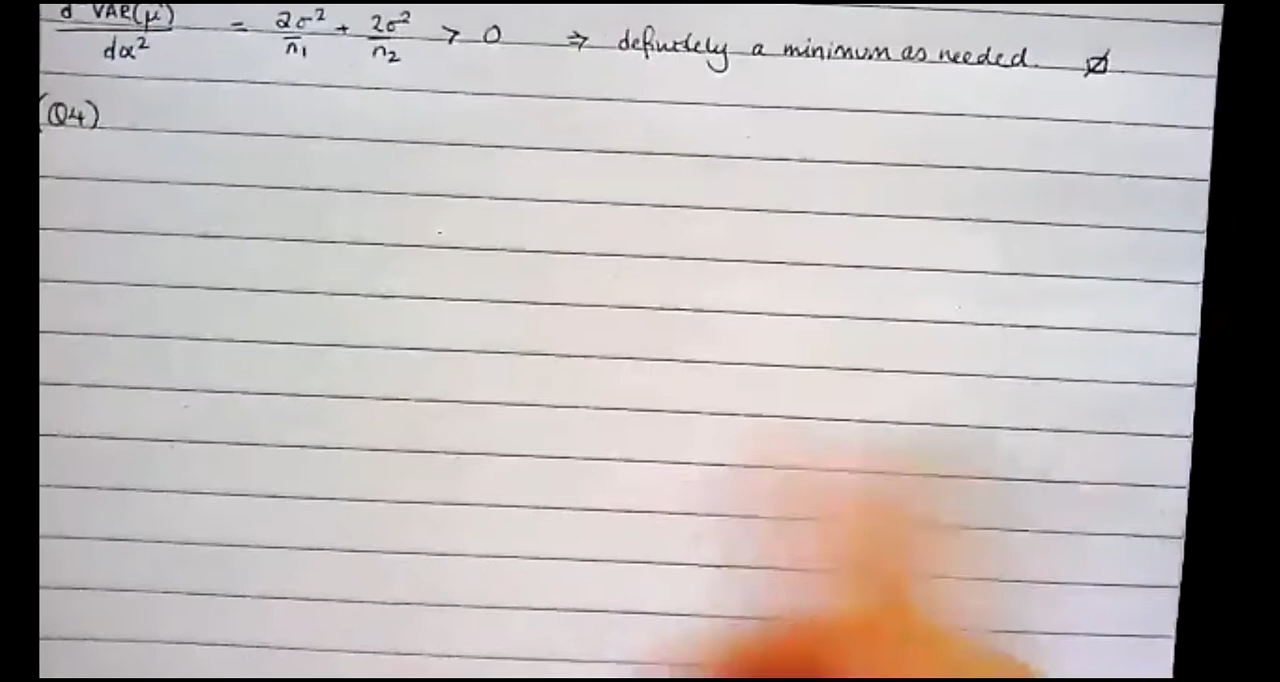 d VAR(μ) / dα² = 2σ²/n₁ + 2σ²/n₂ > 0 ⇒ definitely a minimum as needed.
(Q4)